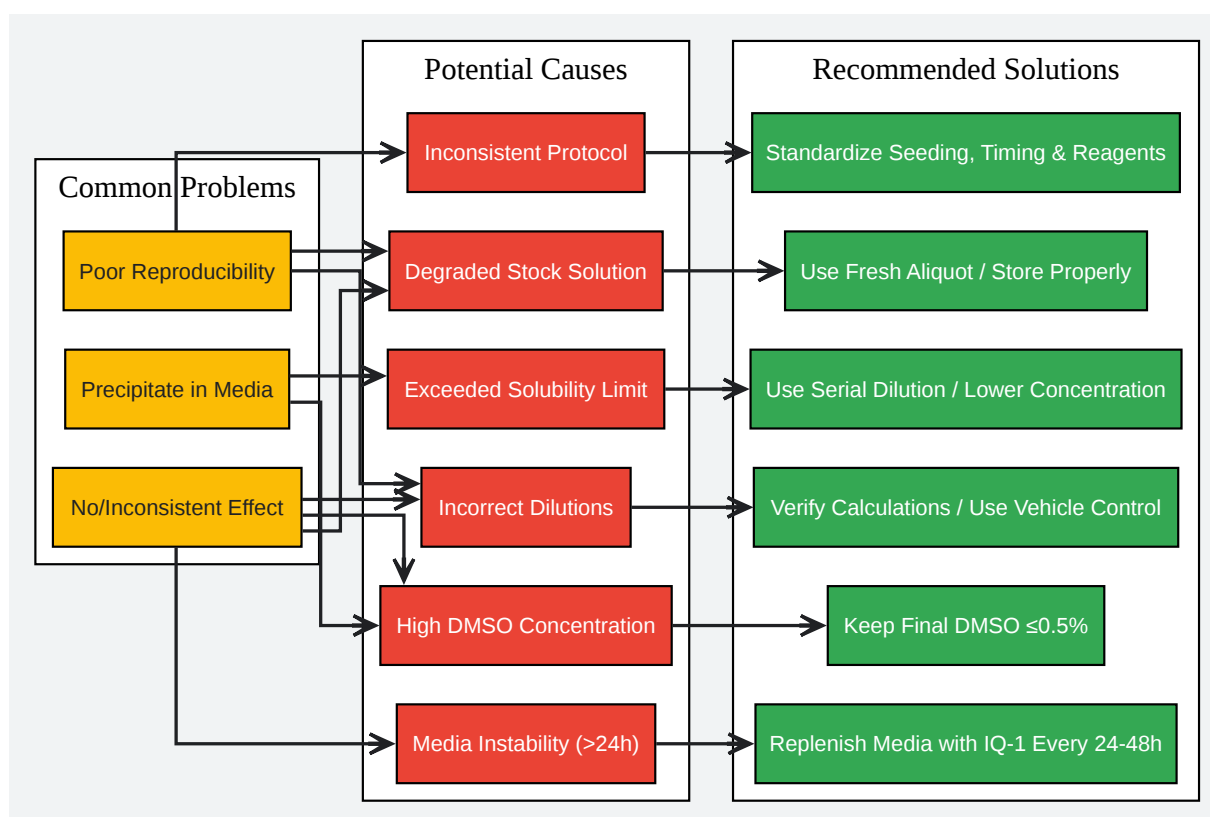 Potential Causes
Recommended Solutions
Common Problems
Inconsistent Protocol
Standardize Seeding, Timing & Reagents
Poor Reproducibility
Degraded Stock Solution
Use Fresh Aliquot / Store Properly
Precipitate in Media
Exceeded Solubility Limit
Use Serial Dilution / Lower Concentration
No/Inconsistent Effect
Incorrect Dilutions
Verify Calculations / Use Vehicle Control
High DMSO Concentration
Keep Final DMSO ≤0.5%
Media Instability (>24h)
Replenish Media with IQ-1 Every 24-48h